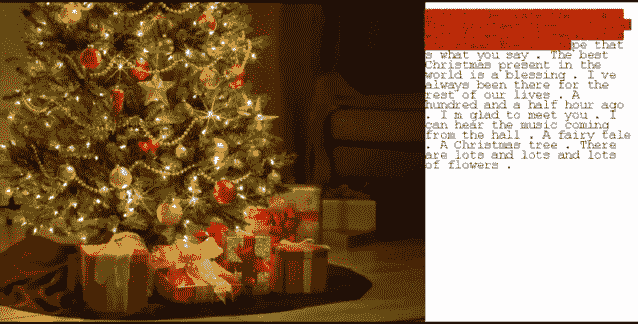 pe that
s what you say . The best
Christmas present in the
world is a blessing . I ve
always been there for the
rest of our lives . A
hundred and a half hour ago
. I m glad to meet you . I
can hear the music coming
from the hall . A fairy tale
. A Christmas tree . There
are lots and lots and lots
of flowers .